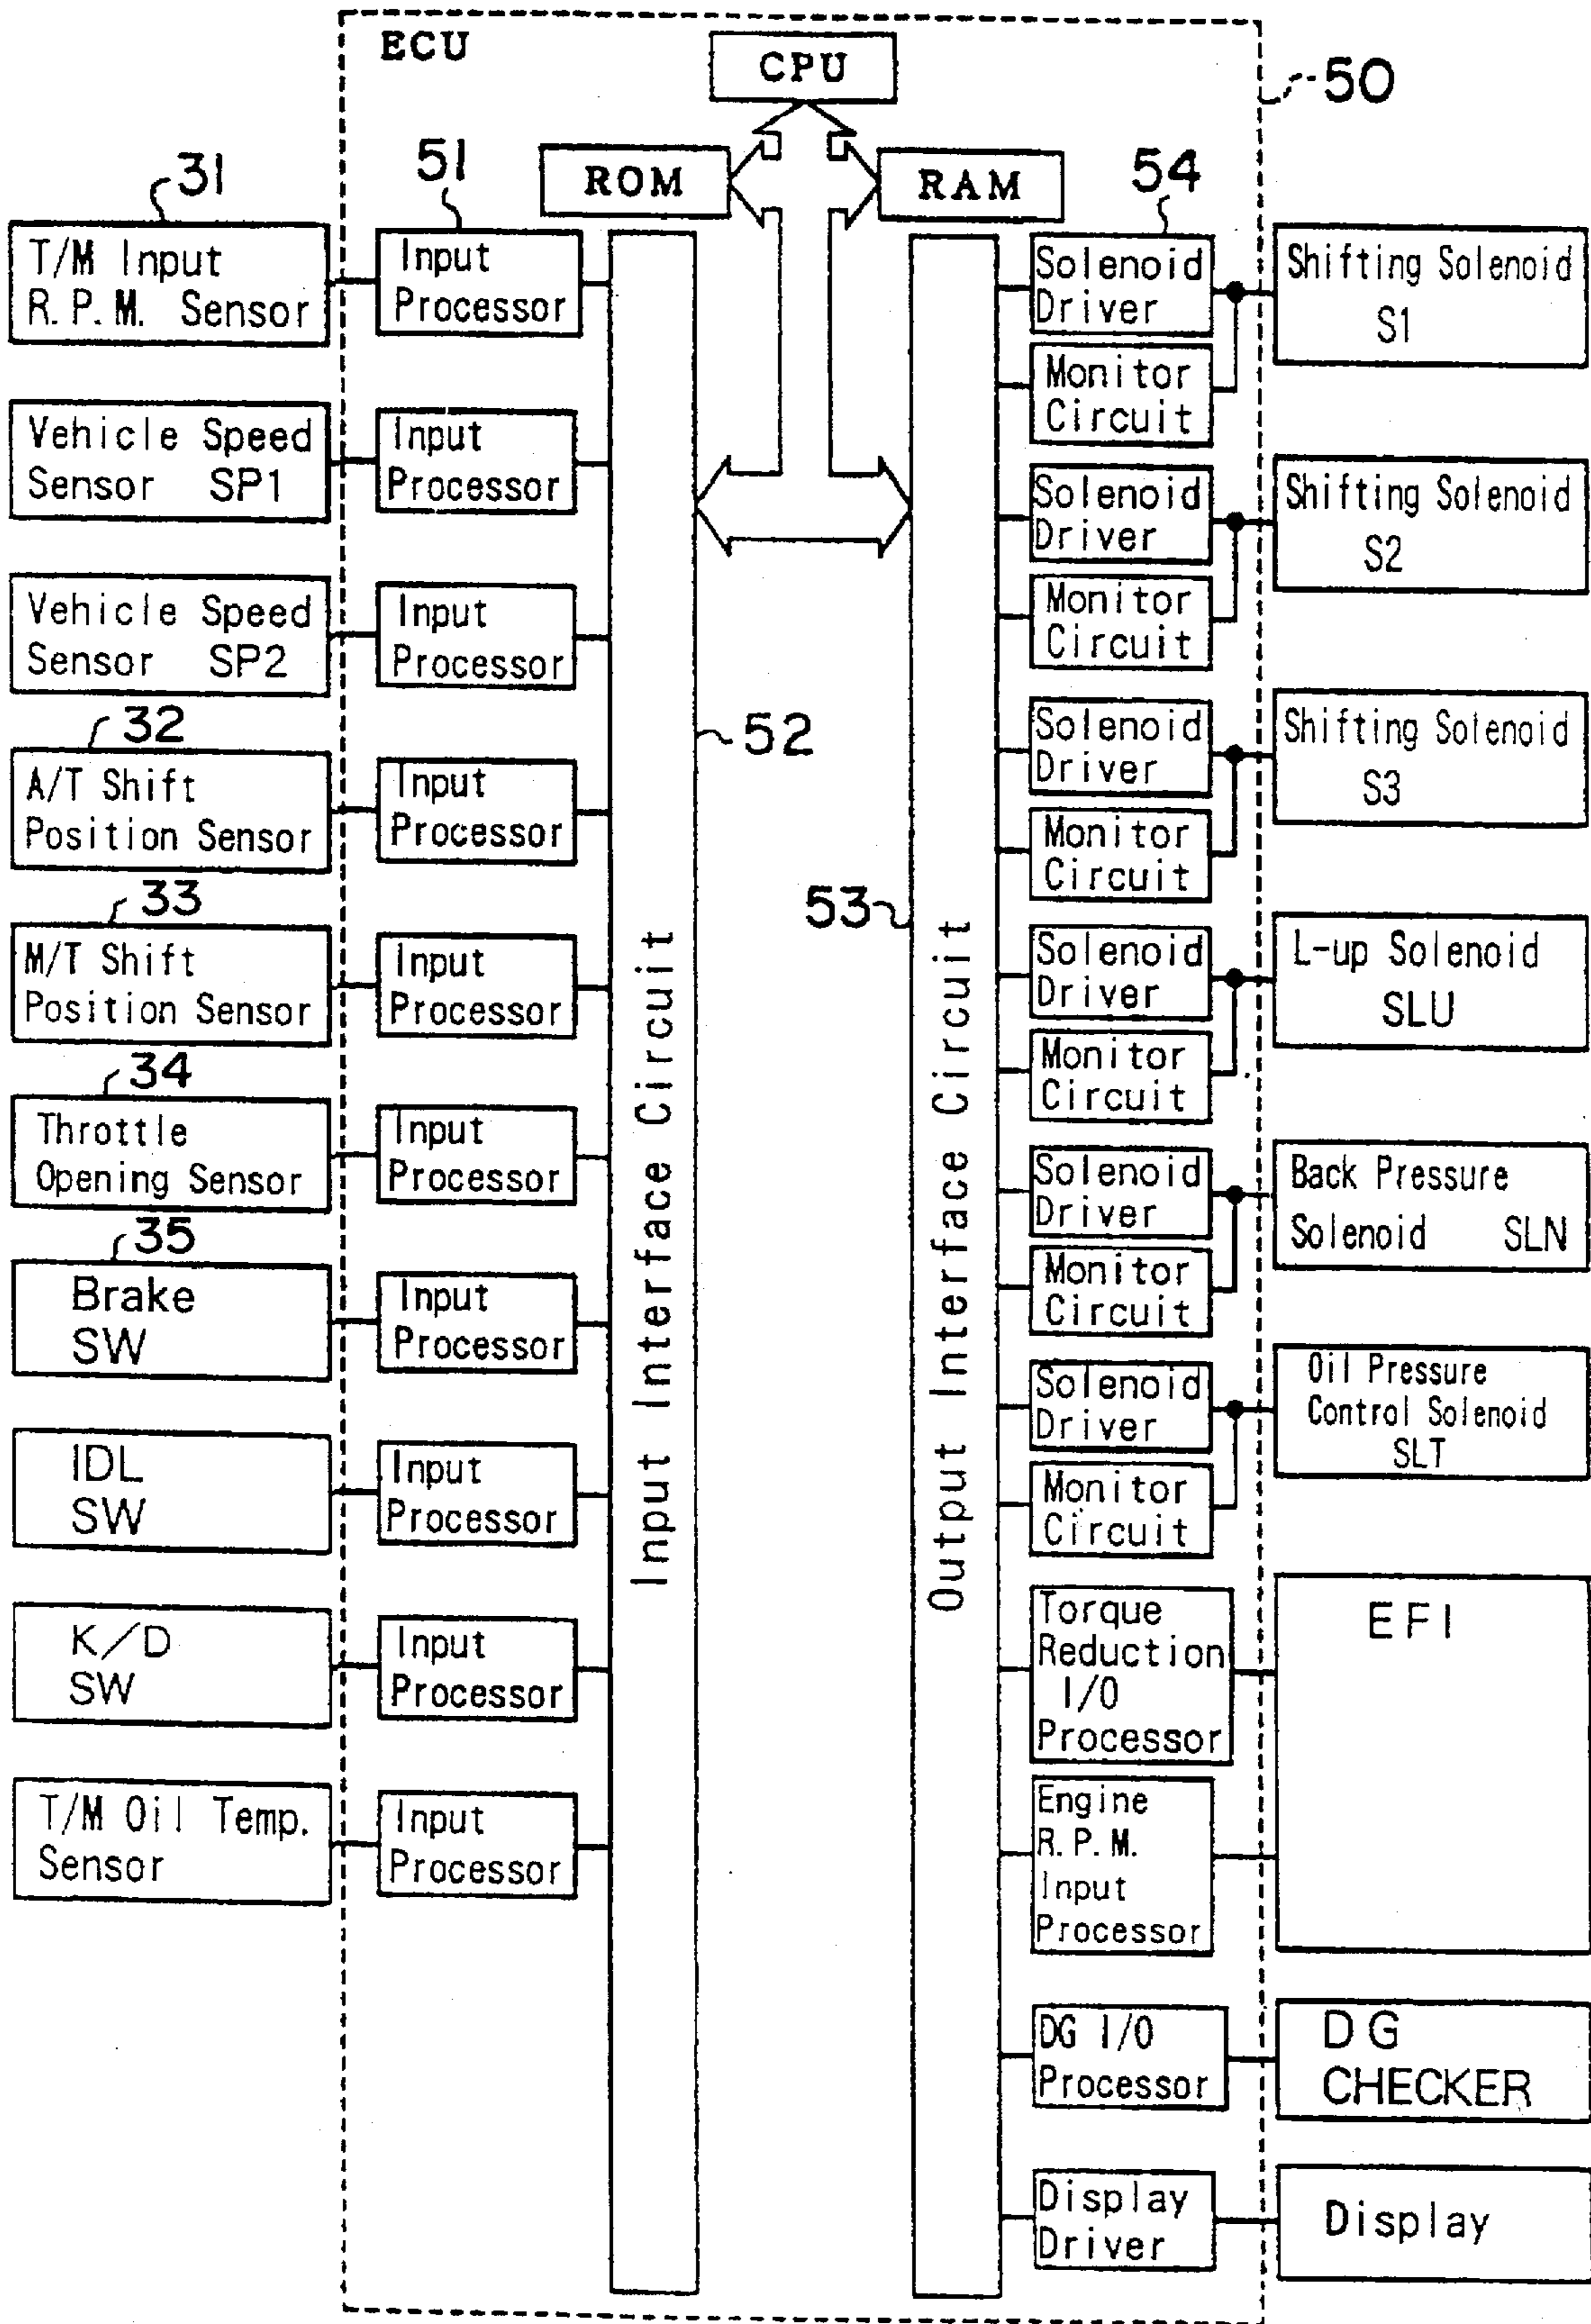 ECU
CPU
50
ROM
RAM
31
T/M Input
R.P.M. Sensor
51
Input
Processor
Vehicle Speed
Sensor SP1
Input
Processor
Vehicle Speed
Sensor SP2
Input
Processor
32
A/T Shift
Position Sensor
Input
Processor
33
M/T Shift
Position Sensor
Input
Processor
34
Throttle
Opening Sensor
Input
Processor
35
Brake
SW
Input
Processor
IDL
SW
Input
Processor
K/D
SW
Input
Processor
T/M Oil Temp.
Sensor
Input
Processor
52
Input Interface Circuit
53
Output Interface Circuit
54
Solenoid
Driver
Monitor
Circuit
Shifting Solenoid
S1
Solenoid
Driver
Monitor
Circuit
Shifting Solenoid
S2
Solenoid
Driver
Monitor
Circuit
Shifting Solenoid
S3
Solenoid
Driver
Monitor
Circuit
L-up Solenoid
SLU
Solenoid
Driver
Monitor
Circuit
Back Pressure
Solenoid SLN
Solenoid
Driver
Monitor
Circuit
Oil Pressure
Control Solenoid
SLT
Torque
Reduction
I/O
Processor
Engine
R.P.M.
Input
Processor
EFI
DG I/O
Processor
DG
CHECKER
Display
Driver
Display